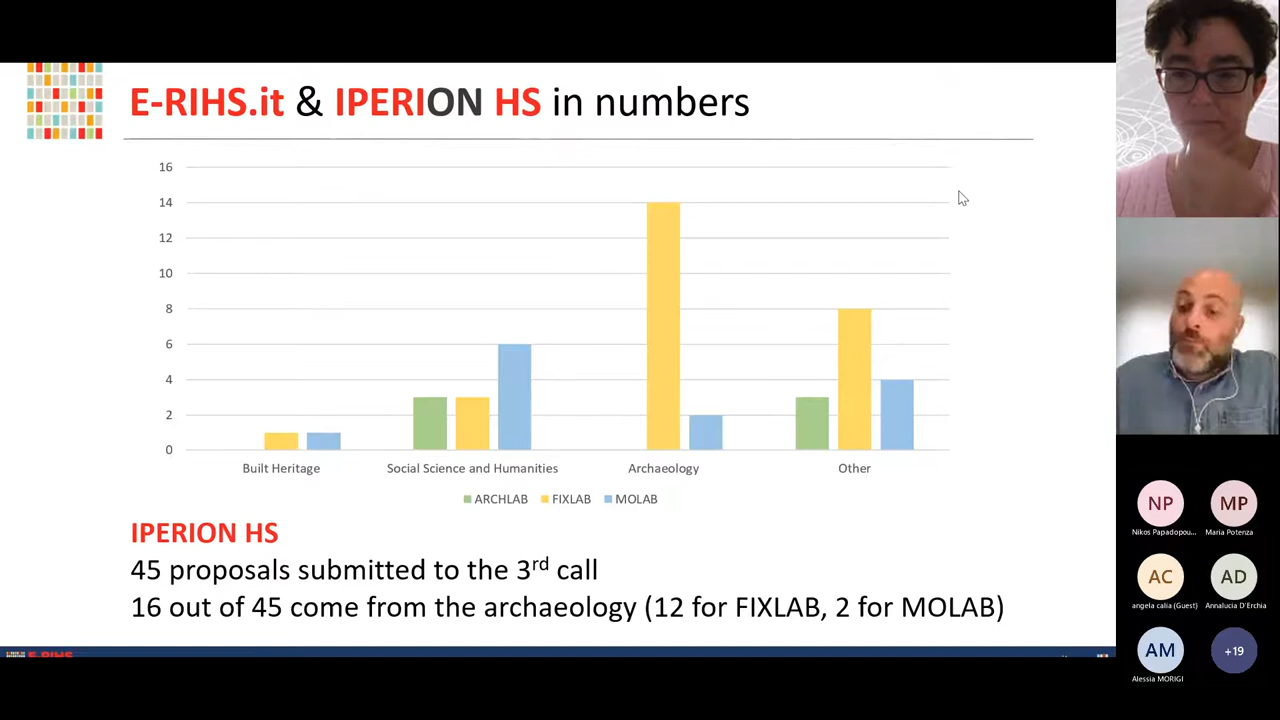 E-RIHS.it & IPERION HS in numbers
16
14
12
10
8
6
4
2
0
Built Heritage
Social Science and Humanities
Archaeology
Other
ARCHLAB FIXLAB MOLAB
IPERION HS
45 proposals submitted to the 3rd call
16 out of 45 come from the archaeology (12 for FIXLAB, 2 for MOLAB)
E-RIHS
NP
MP
Nikos Papadopou...
Maria Potenza
AC
AD
angela calia (Guest)
Annalucia D'Erchia
AM
+19
Alessia MORIGI